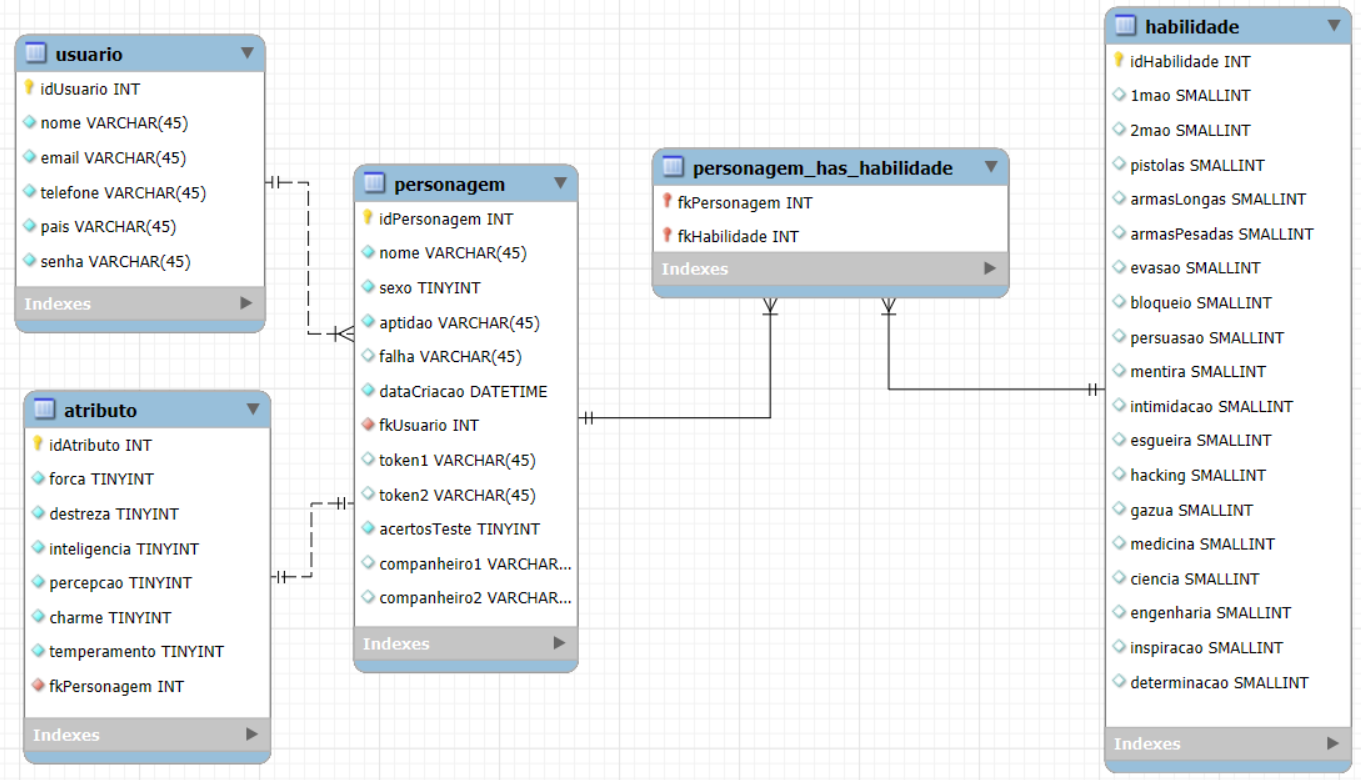 usuario
idUsuario INT
nome VARCHAR(45)
email VARCHAR(45)
telefone VARCHAR(45)
pais VARCHAR(45)
senha VARCHAR(45)
Indexes
atributo
idAtributo INT
forca TINYINT
destreza TINYINT
inteligencia TINYINT
percepcao TINYINT
charme TINYINT
temperamento TINYINT
fkPersonagem INT
Indexes
personagem
idPersonagem INT
nome VARCHAR(45)
sexo TINYINT
aptidao VARCHAR(45)
falha VARCHAR(45)
dataCriacao DATETIME
fkUsuario INT
token1 VARCHAR(45)
token2 VARCHAR(45)
acertosTeste TINYINT
companheiro1 VARCHAR...
companheiro2 VARCHAR...
Indexes
personagem_has_habilidade
fkPersonagem INT
fkHabilidade INT
Indexes
habilidade
idHabilidade INT
1mao SMALLINT
2mao SMALLINT
pistolas SMALLINT
armasLongas SMALLINT
armasPesadas SMALLINT
evasao SMALLINT
bloqueio SMALLINT
persuasao SMALLINT
mentira SMALLINT
intimidacao SMALLINT
esgueira SMALLINT
hacking SMALLINT
gazua SMALLINT
medicina SMALLINT
ciencia SMALLINT
engenharia SMALLINT
inspiracao SMALLINT
determinacao SMALLINT
Indexes